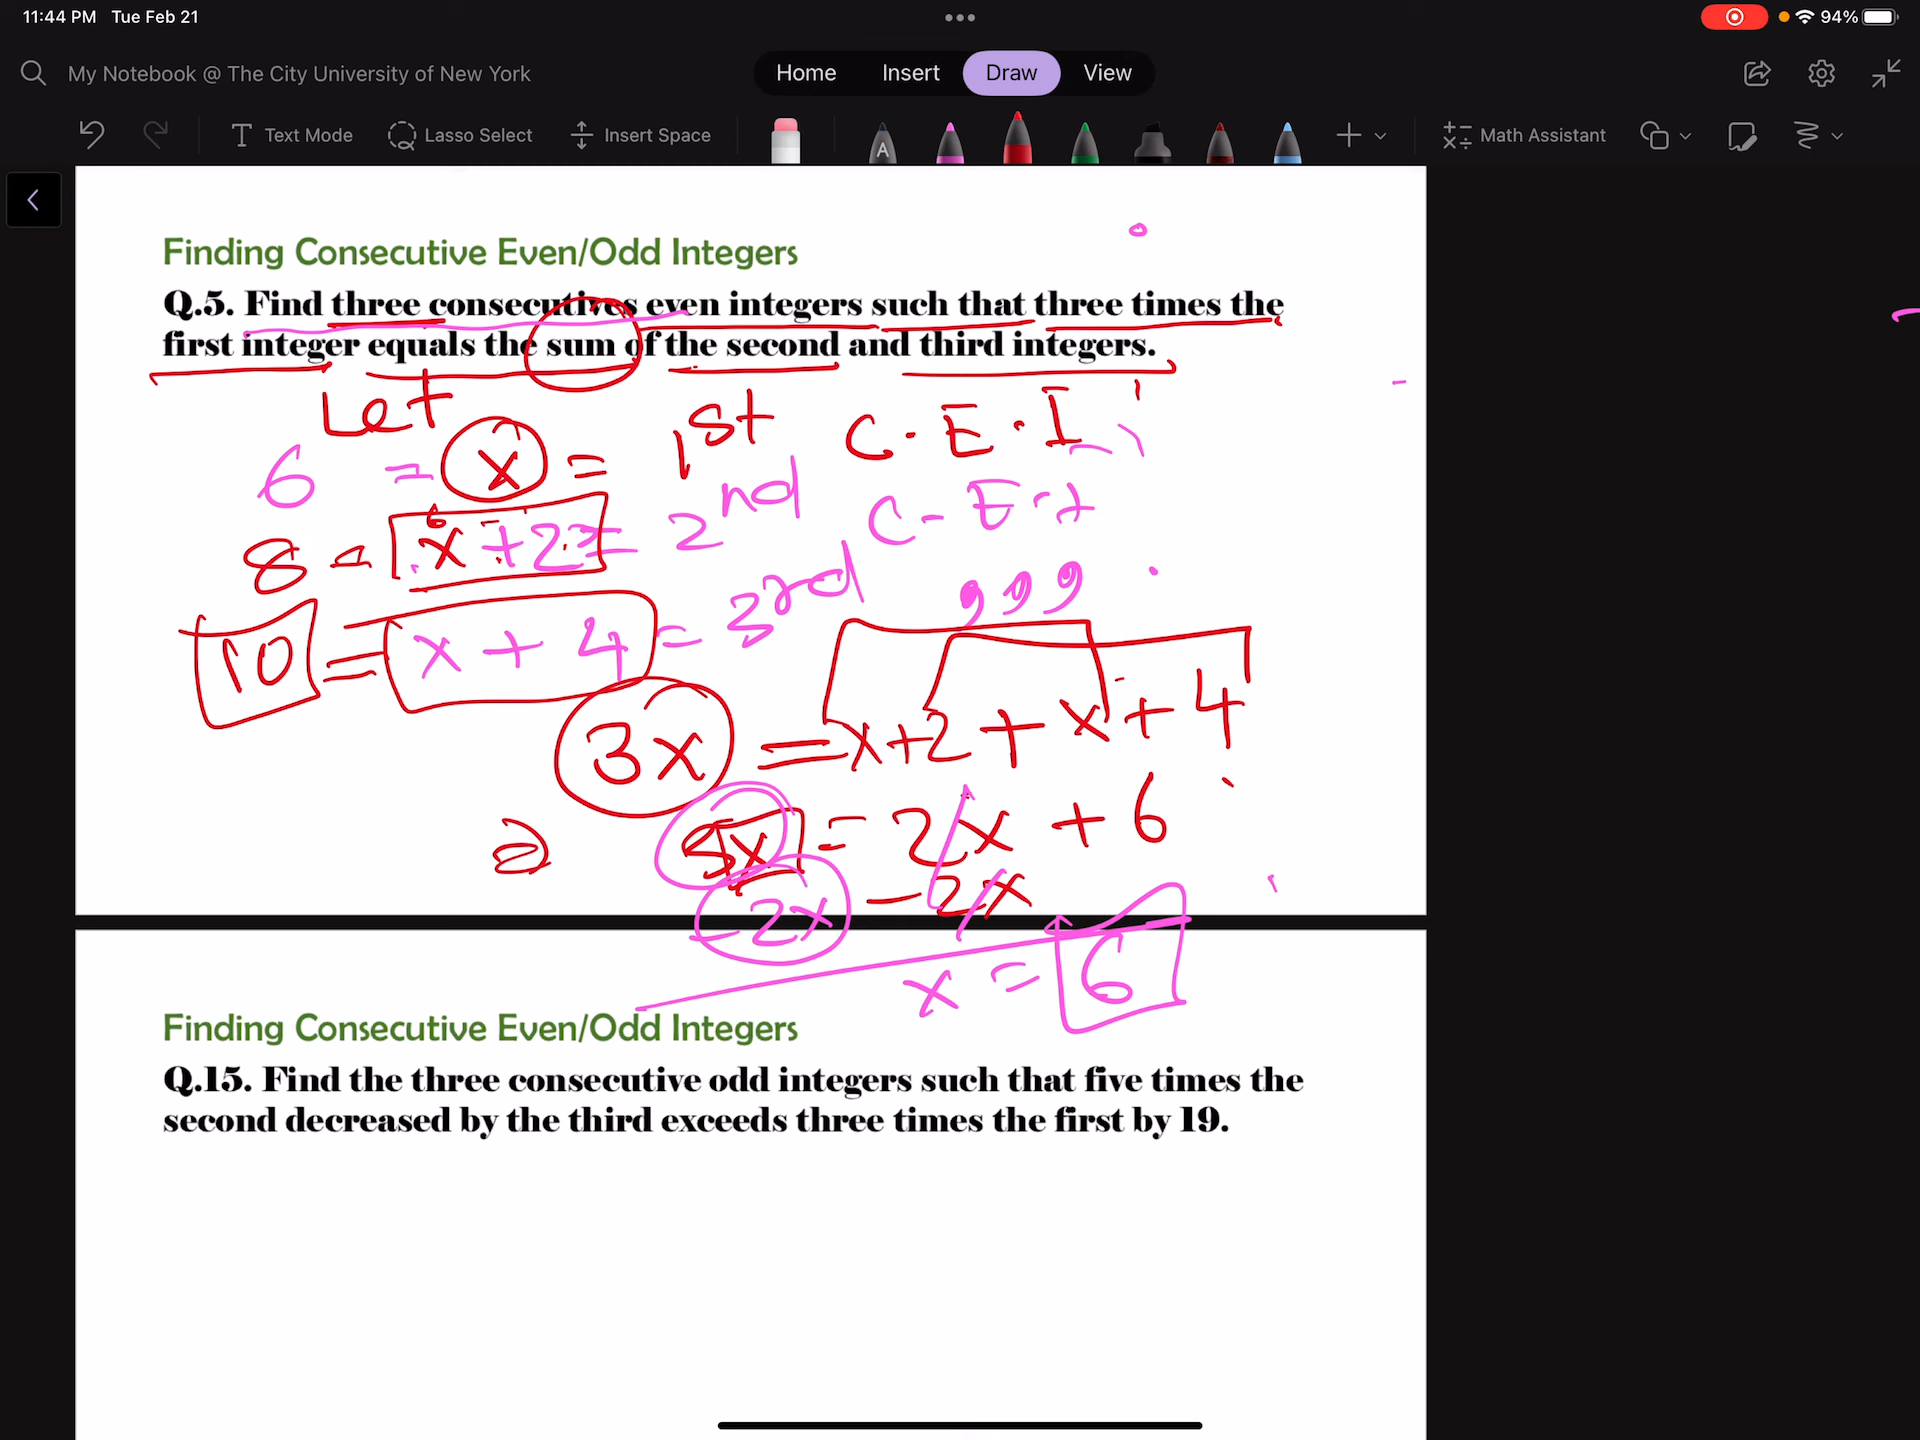 11:44 PM Tue Feb 21
94%
My Notebook @ The City University of New York
Home Insert Draw View
Text Mode Lasso Select Insert Space Math Assistant
Finding Consecutive Even/Odd Integers
Q.5. Find three consecutives even integers such that three times the
first integer equals the sum of the second and third integers.
Let
6 = x = 1st C.E.I
8 = x + 2 = 2nd C.E.I
10 = x + 4 = 3rd ,,,
3x = x+2 + x + 4
3x = 2x + 6
-2x -2x
x = 6
Finding Consecutive Even/Odd Integers
Q.15. Find the three consecutive odd integers such that five times the
second decreased by the third exceeds three times the first by 19.